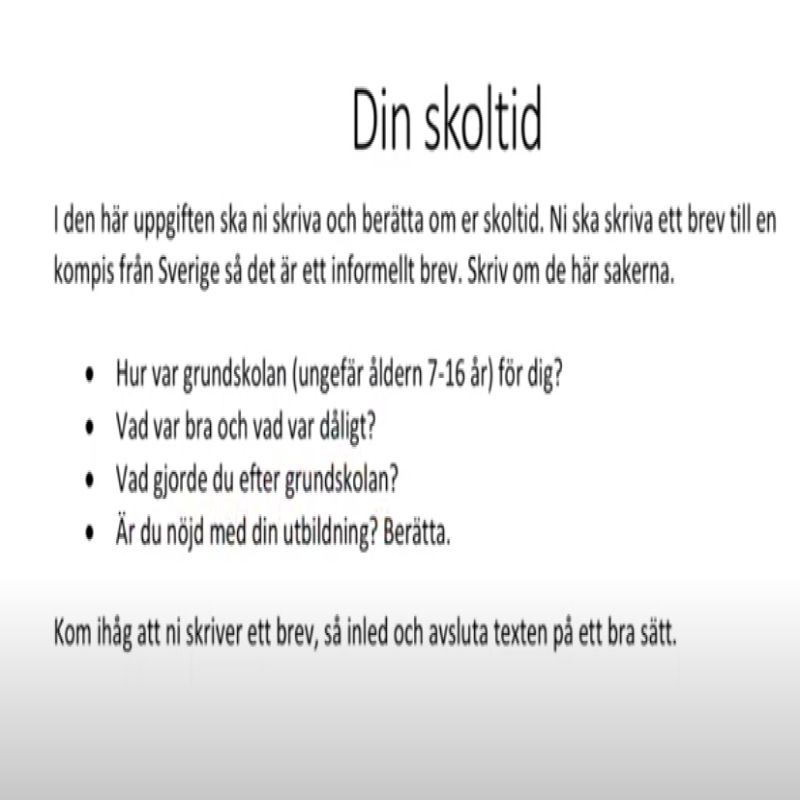 Din skoltid
I den här uppgiften ska ni skriva och berätta om er skoltid. Ni ska skriva ett brev till en
kompis från Sverige så det är ett informellt brev. Skriv om de här sakerna.
• Hur var grundskolan (ungefär åldern 7-16 år) för dig?
• Vad var bra och vad var dåligt?
• Vad gjorde du efter grundskolan?
• Är du nöjd med din utbildning? Berätta.
Kom ihåg att ni skriver ett brev, så inled och avsluta texten på ett bra sätt.